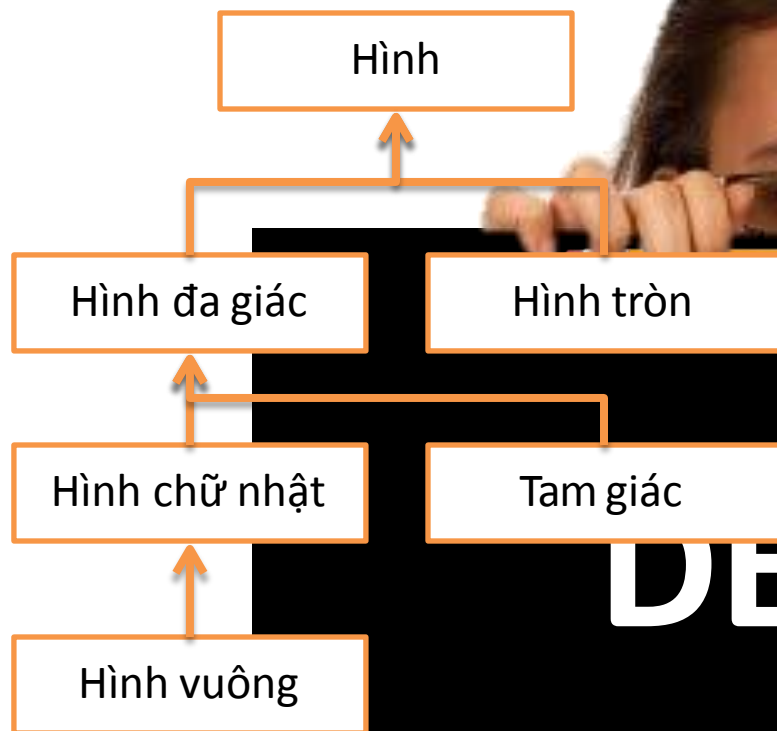 Hình
Hình đa giác
Hình tròn
Hình chữ nhật
Tam giác
Hình vuông